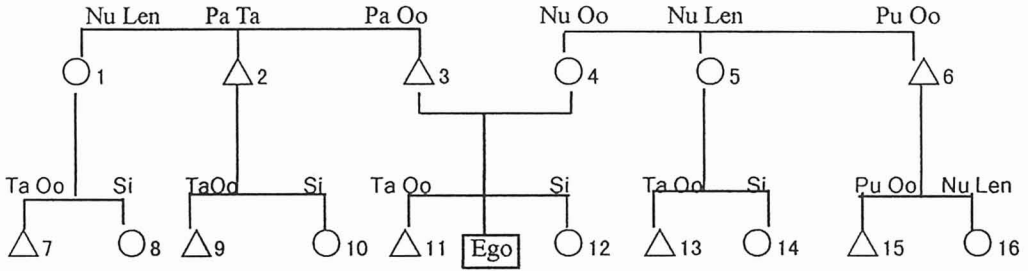 Nu Len Pa Ta Pa Oo Nu Oo Nu Len Pu Oo
1 2 3 4 5 6
Ta Oo Si TaOo Si Ta Oo Si Ta Oo Si Pu Oo Nu Len
7 8 9 10 11 Ego 12 13 14 15 16